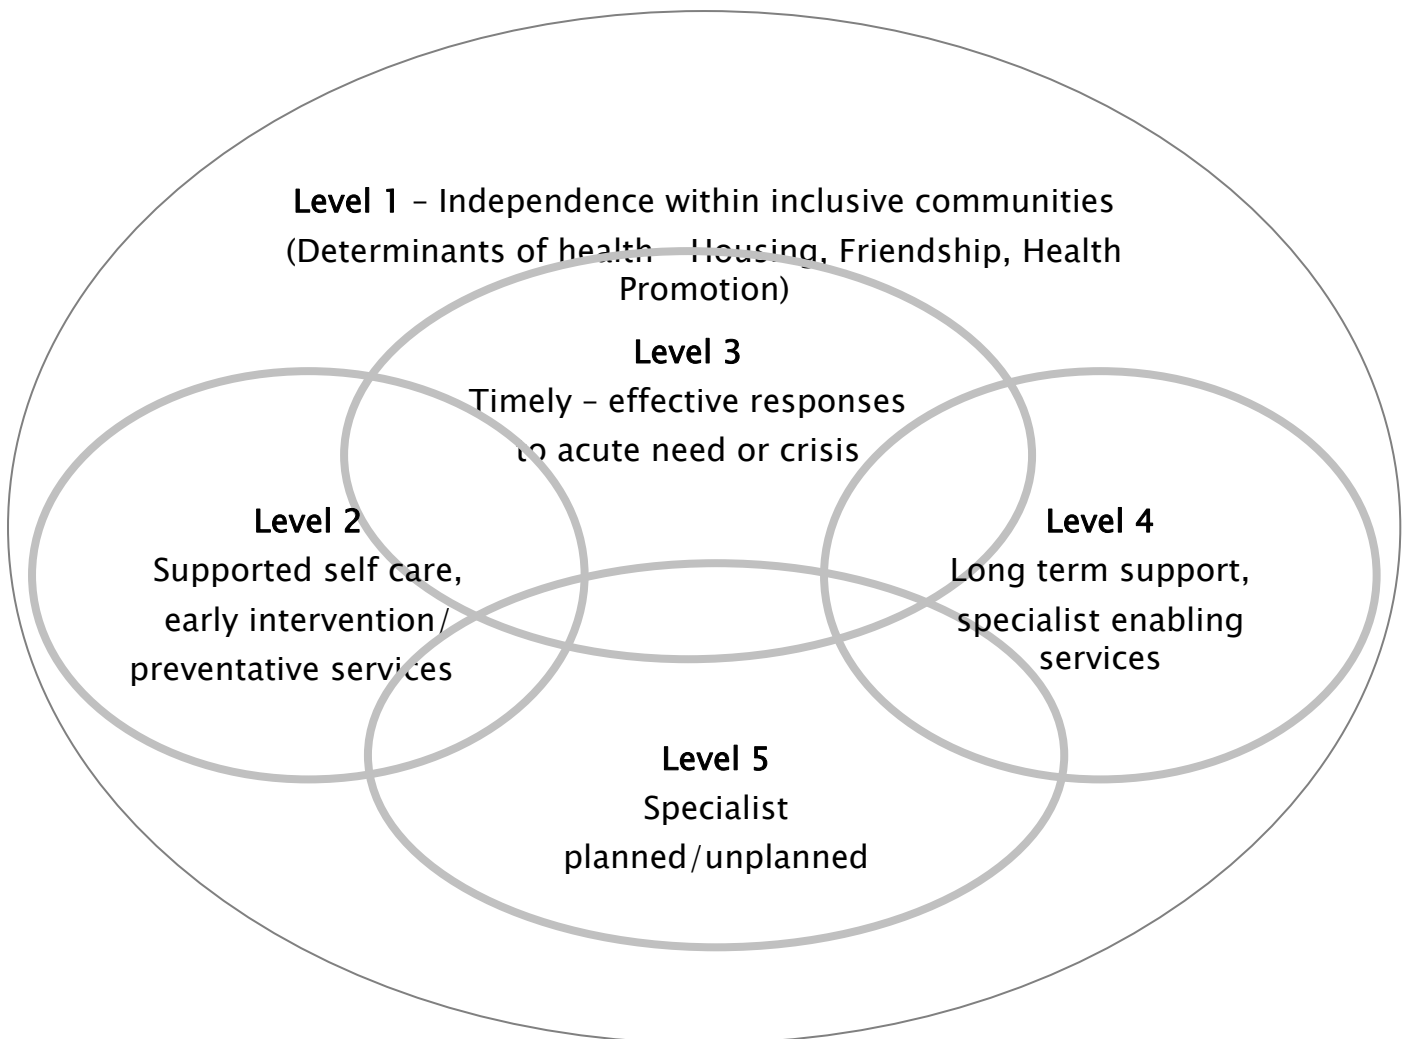 Level 1 – Independence within inclusive communities
(Determinants of health – Housing, Friendship, Health
Promotion)
Level 3
Timely – effective responses
to acute need or crisis
Level 2
Supported self care,
early intervention/
preventative services
Level 4
Long term support,
specialist enabling
services
Level 5
Specialist
planned/unplanned